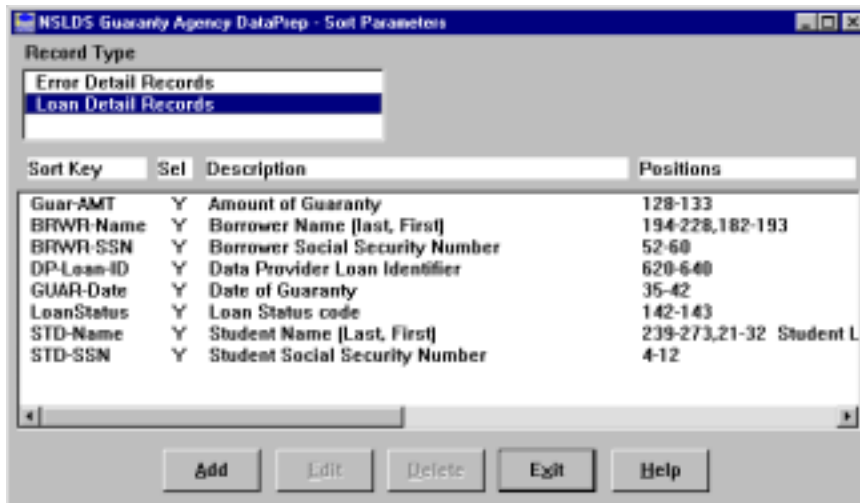 NSLDS Guaranty Agency DataPrep - Sort Parameters
Record Type
Error Detail Records
Loan Detail Records
Sort Key Sel Description Positions
Guar-AMT Y Amount of Guaranty 128-133
BRWR-Name Y Borrower Name (last, First) 194-228,182-193
BRWR-SSN Y Borrower Social Security Number 52-60
DP-Loan-ID Y Data Provider Loan Identifier 620-640
GUAR-Date Y Date of Guaranty 35-42
LoanStatus Y Loan Status code 142-143
STD-Name Y Student Name (Last, First) 239-273,21-32 Student L
STD-SSN Y Student Social Security Number 4-12
Add Edit Delete Exit Help